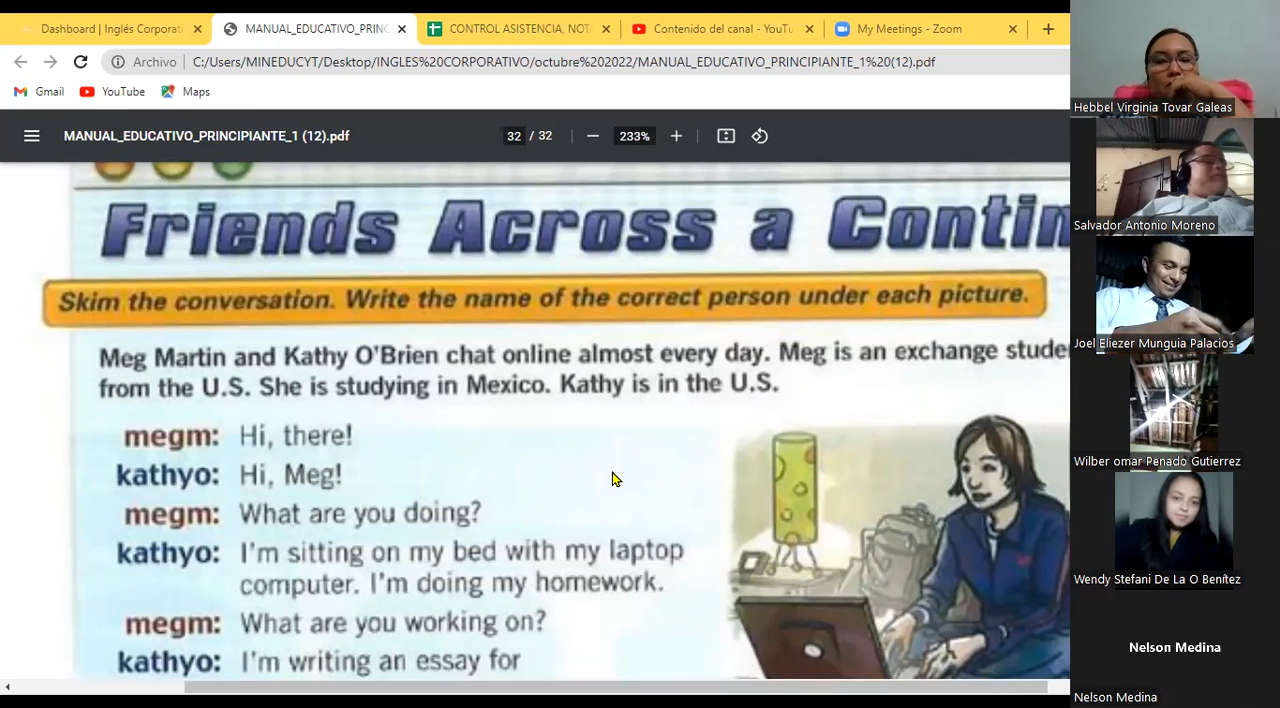 Dashboard | Inglés Corporat
MANUAL_EDUCATIVO_PRINC
CONTROL ASISTENCIA, NOTA
Contenido del canal - YouTu
My Meetings - Zoom
Archivo
C:/Users/MINEDUCYT/Desktop/INGLES%20CORPORATIVO/octubre%202022/MANUAL_EDUCATIVO_PRINCIPIANTE_1%20(12).pdf
Gmail
YouTube
Maps
MANUAL_EDUCATIVO_PRINCIPIANTE_1 (12).pdf
32 / 32
233%
Friends Across a Contin
Skim the conversation. Write the name of the correct person under each picture.
Meg Martin and Kathy O'Brien chat online almost every day. Meg is an exchange stude
from the U.S. She is studying in Mexico. Kathy is in the U.S.
megm: Hi, there!
kathyo: Hi, Meg!
megm: What are you doing?
kathyo: I'm sitting on my bed with my laptop
computer. I'm doing my homework.
megm: What are you working on?
kathyo: I'm writing an essay for
Hebbel Virginia Tovar Galeas
Salvador Antonio Moreno
Joel Eliezer Munguia Palacios
Wilber omar Penado Gutierrez
Wendy Stefani De La O Benítez
Nelson Medina
Nelson Medina